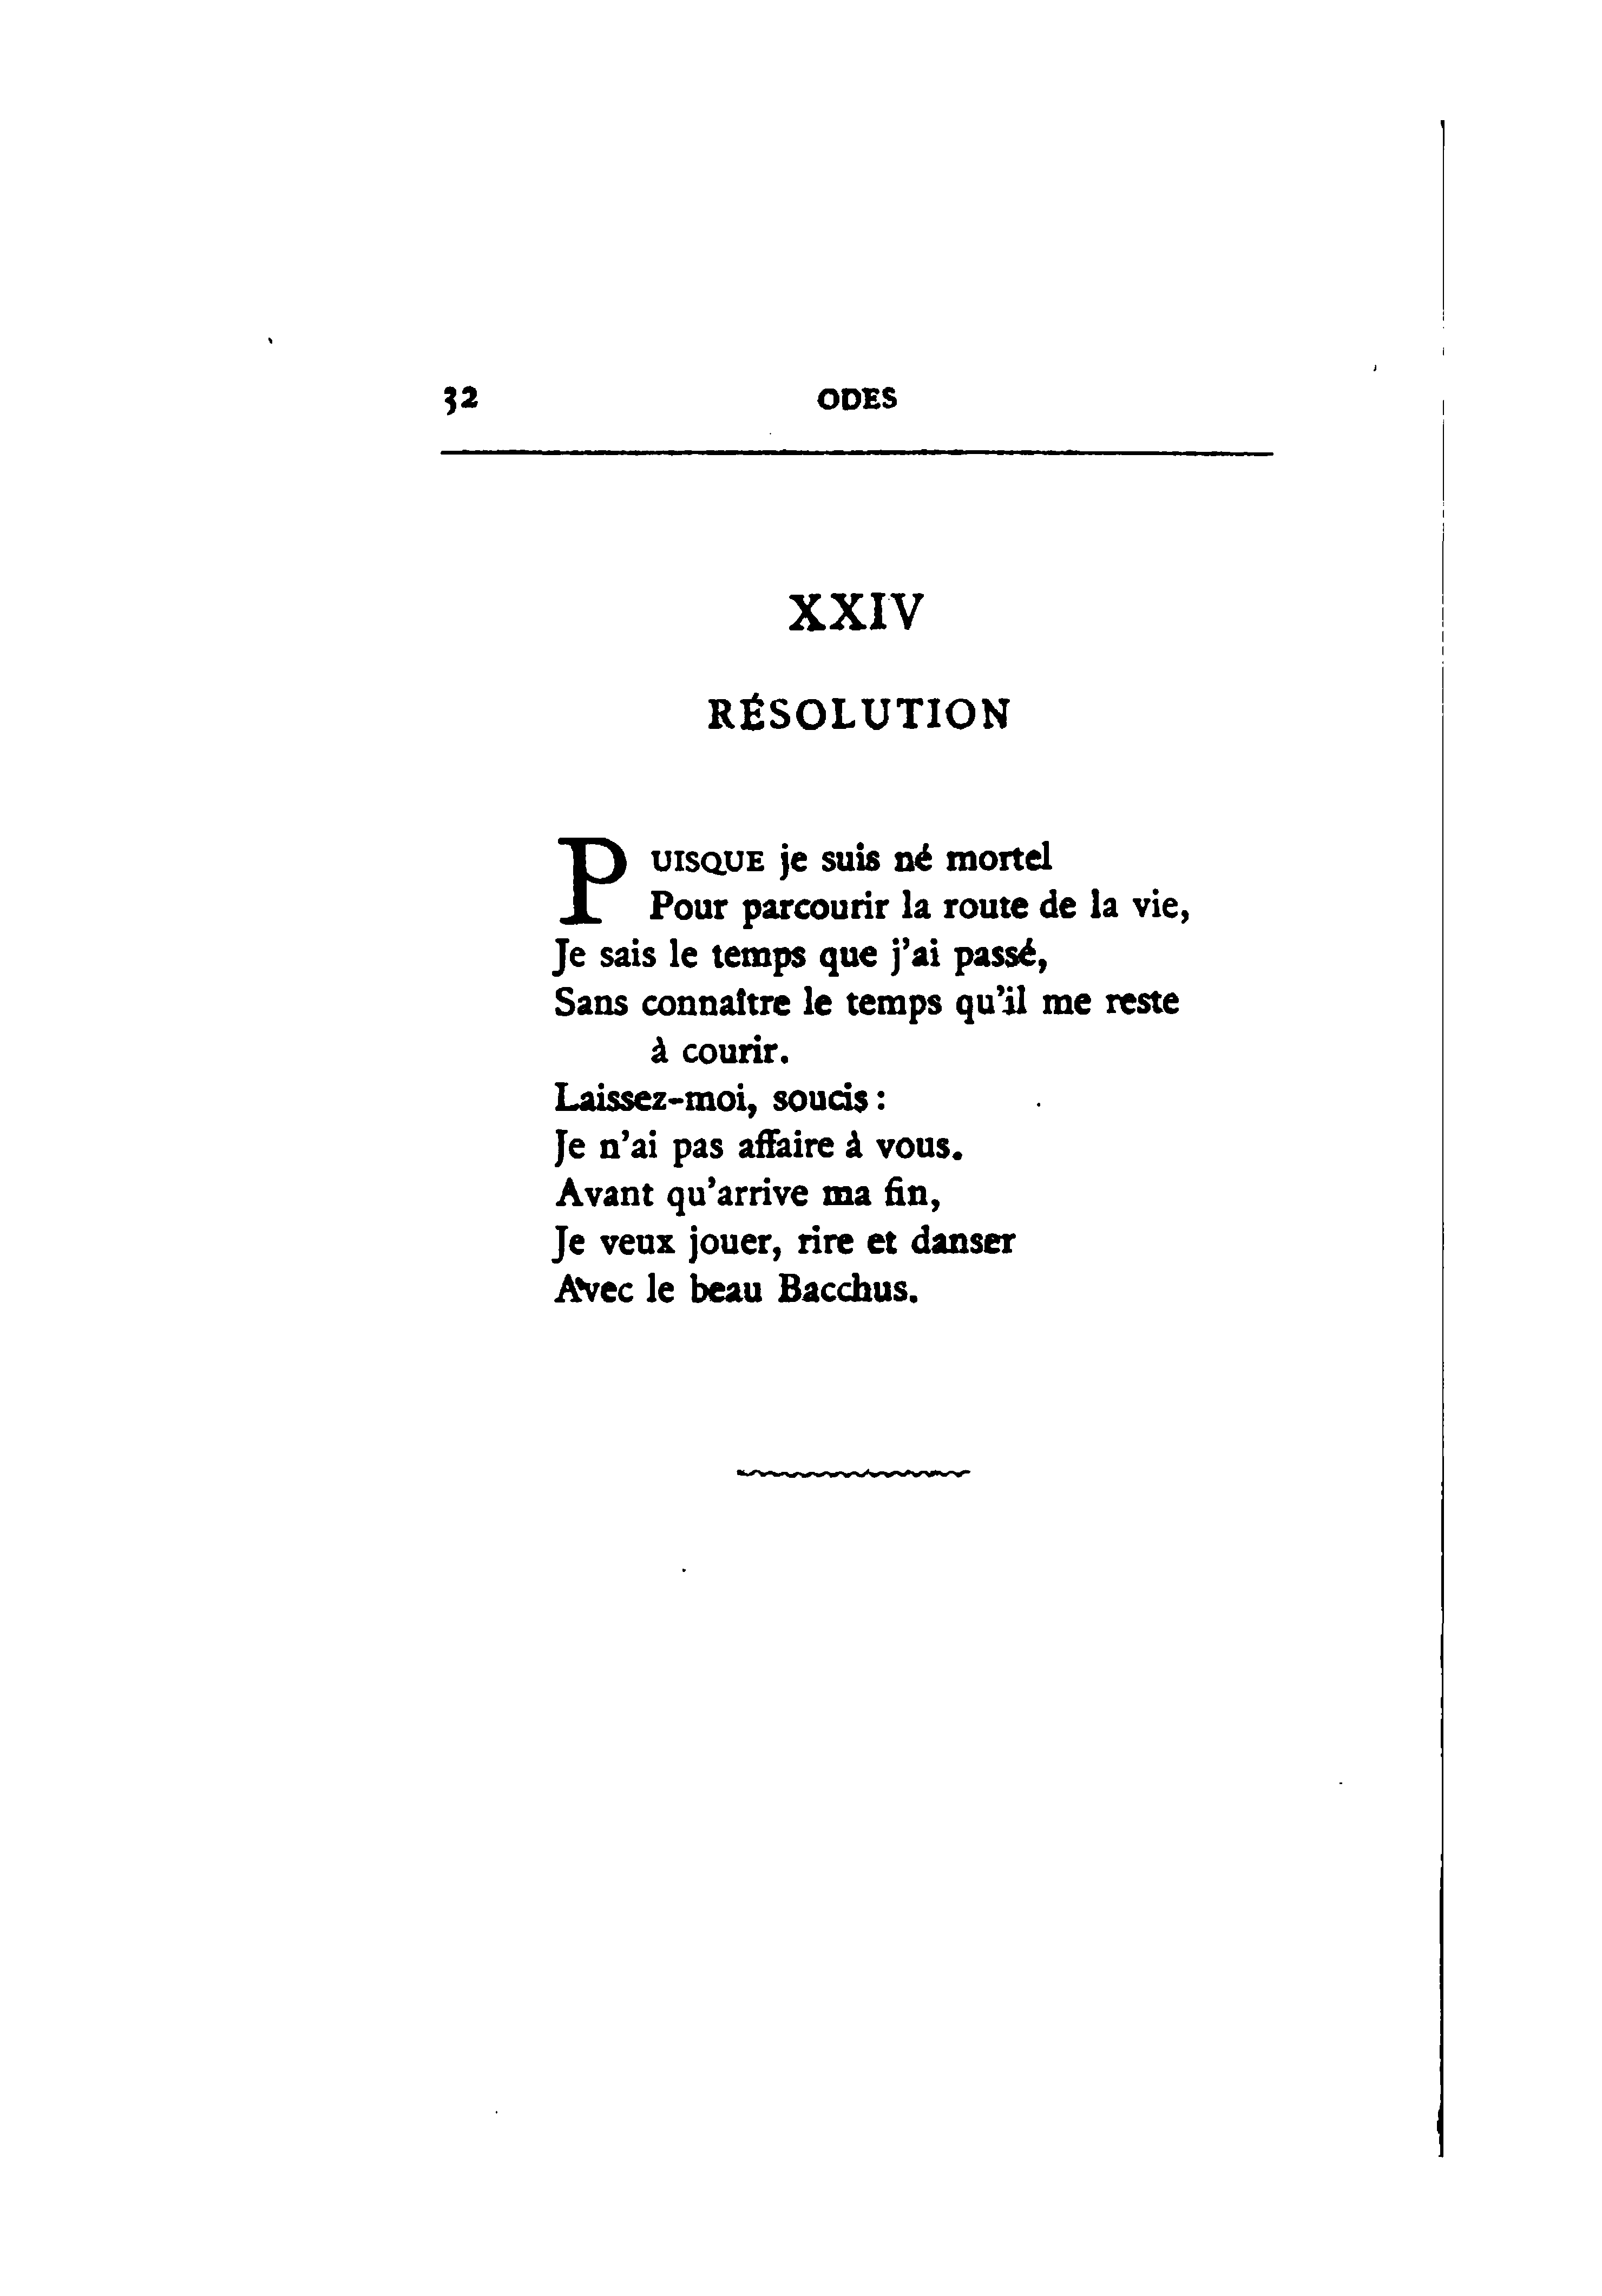 32 ODES
XXIV
RÉSOLUTION
PUISQUE je suis né mortel
Pour parcourir la route de la vie,
Je sais le temps que j'ai passé,
Sans connaître le temps qu'il me reste
à courir.
Laissez-moi, soucis :
Je n'ai pas affaire à vous.
Avant qu'arrive ma fin,
Je veux jouer, rire et danser
Avec le beau Bacchus.